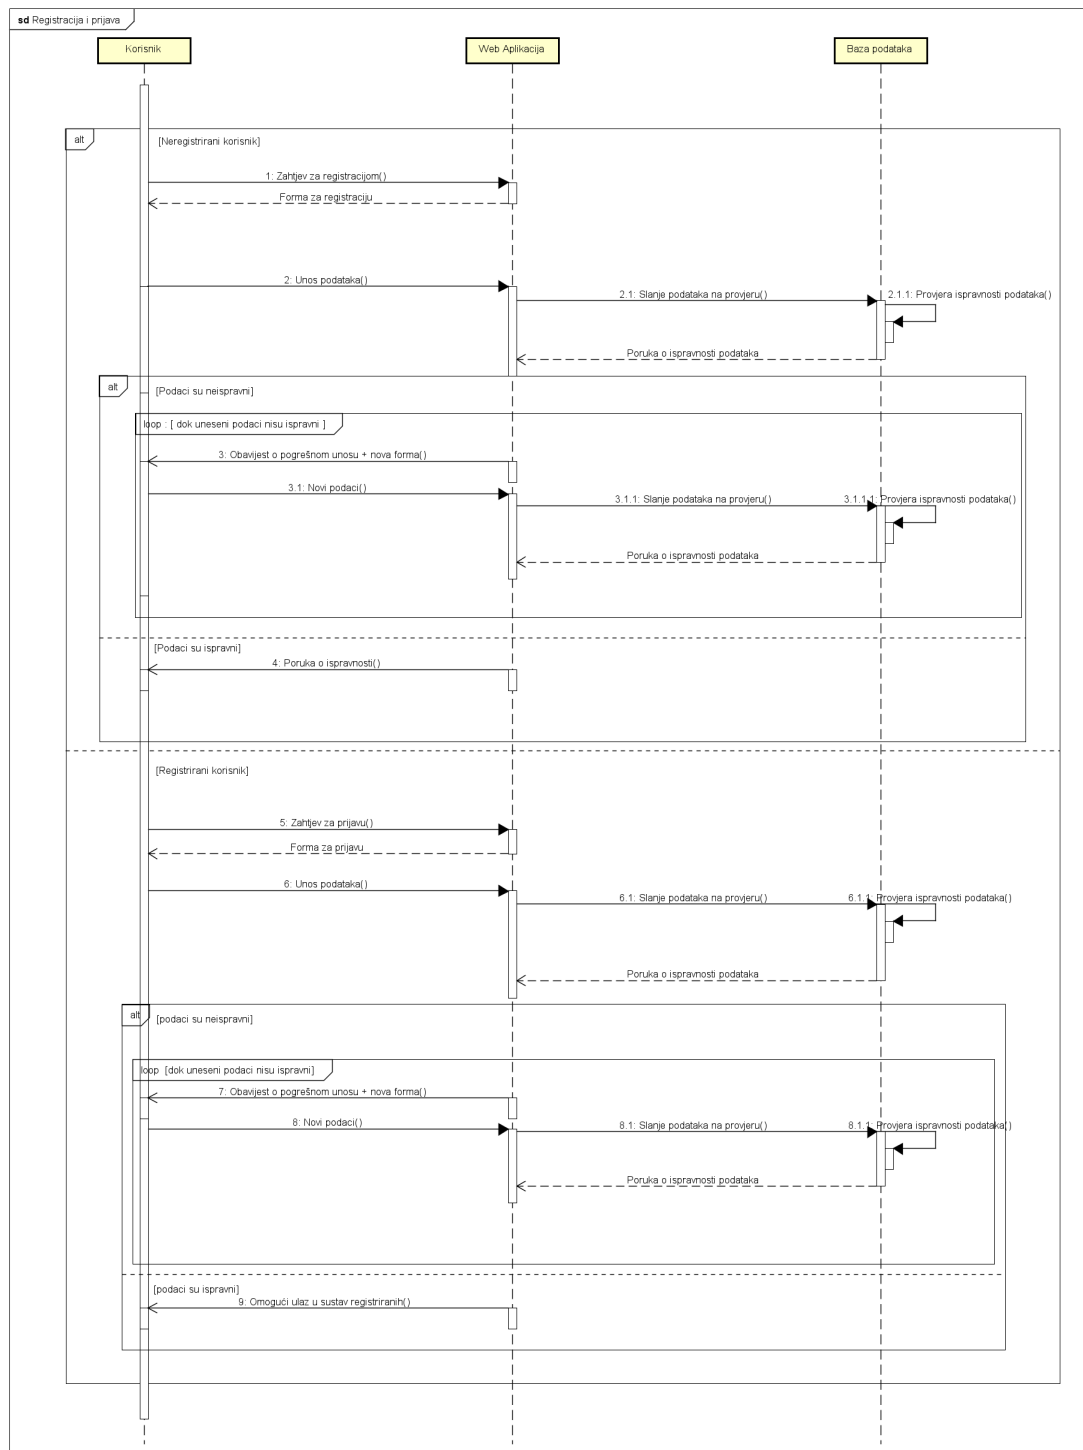 sd Registracija i prijava
Korisnik
Web Aplikacija
Baza podataka
alt
[Neregistrirani korisnik]
1: Zahtjev za registracijom()
Forma za registraciju
2: Unos podataka()
2.1: Slanje podataka na provjeru()
2.1.1: Provjera ispravnosti podataka()
Poruka o ispravnosti podataka
alt
[Podaci su neispravni]
loop : [ dok uneseni podaci nisu ispravni ]
3: Obavijest o pogrešnom unosu + nova forma()
3.1: Novi podaci()
3.1.1: Slanje podataka na provjeru()
3.1.1.1: Provjera ispravnosti podataka()
Poruka o ispravnosti podataka
[Podaci su ispravni]
4: Poruka o ispravnosti()
[Registrirani korisnik]
5: Zahtjev za prijavu()
Forma za prijavu
6: Unos podataka()
6.1: Slanje podataka na provjeru()
6.1.1: Provjera ispravnosti podataka()
Poruka o ispravnosti podataka
alt
[podaci su neispravni]
loop [dok uneseni podaci nisu ispravni]
7: Obavijest o pogrešnom unosu + nova forma()
8: Novi podaci()
8.1: Slanje podataka na provjeru()
8.1.1: Provjera ispravnosti podataka()
Poruka o ispravnosti podataka
[podaci su ispravni]
9: Omogući ulaz u sustav registriranih()